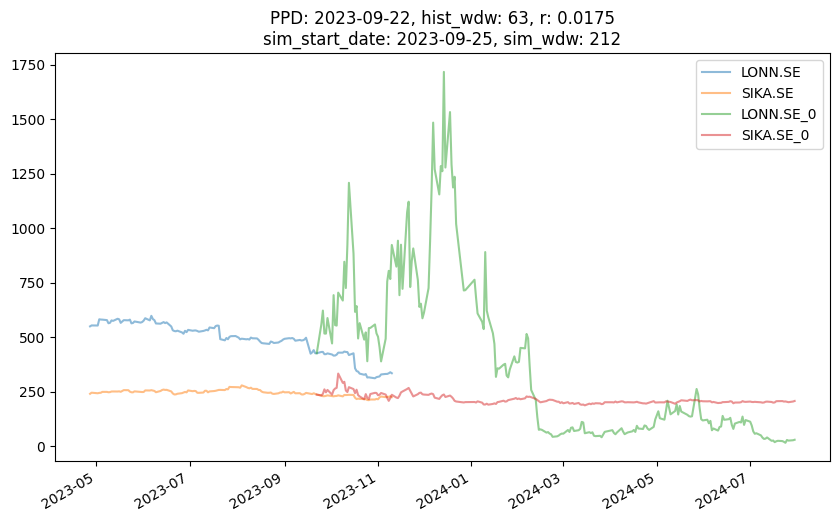 PPD: 2023-09-22, hist_wdw: 63, r: 0.0175
sim_start_date: 2023-09-25, sim_wdw: 212
1750
1500
1250
1000
750
500
250
0
LONN.SE
SIKA.SE
LONN.SE_0
SIKA.SE_0
2023-05
2023-07
2023-09
2023-11
2024-01
2024-03
2024-05
2024-07